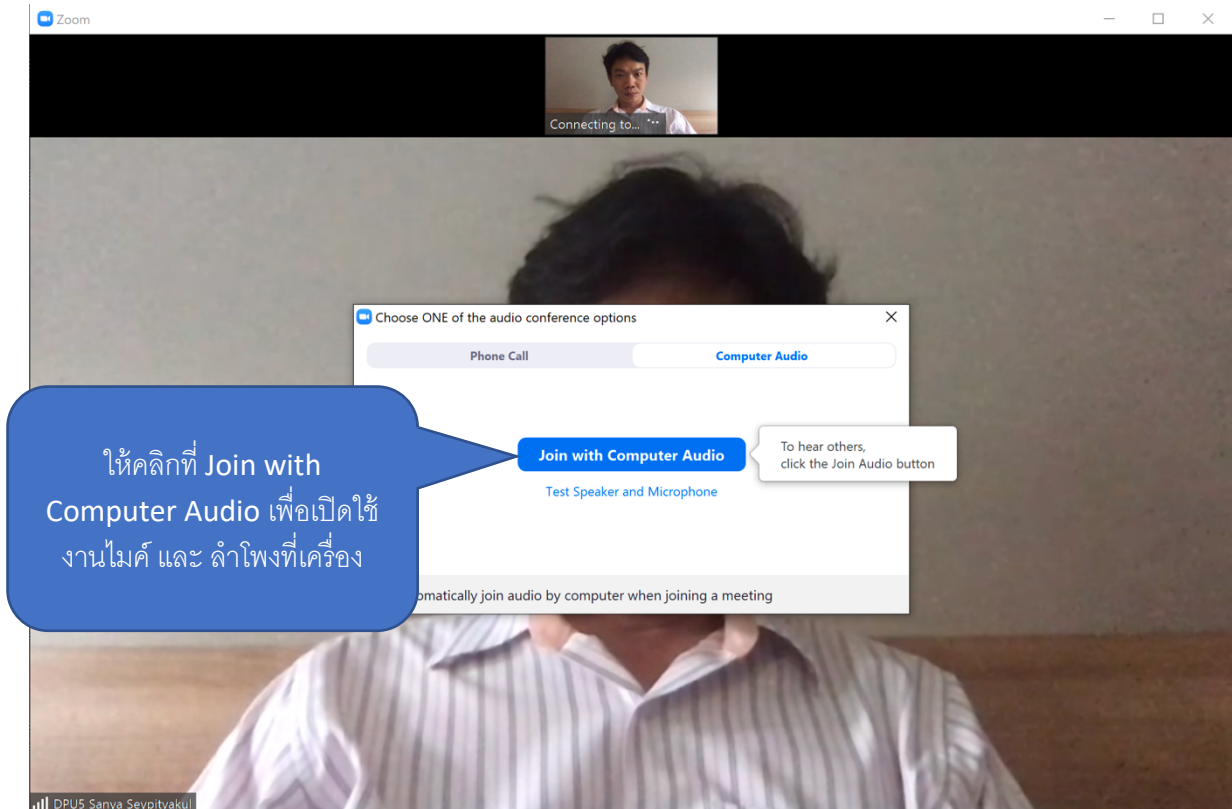 Zoom
Connecting to... ...
Choose ONE of the audio conference options
Phone Call
Computer Audio
ให้คลิกที่ Join with
Computer Audio เพื่อเปิดใช้
งานไมค์ และ ลำโพงที่เครื่อง
Join with Computer Audio
To hear others,
click the Join Audio button
Test Speaker and Microphone
join audio by computer when joining a meeting
DPU5 Sanya Seypityakul